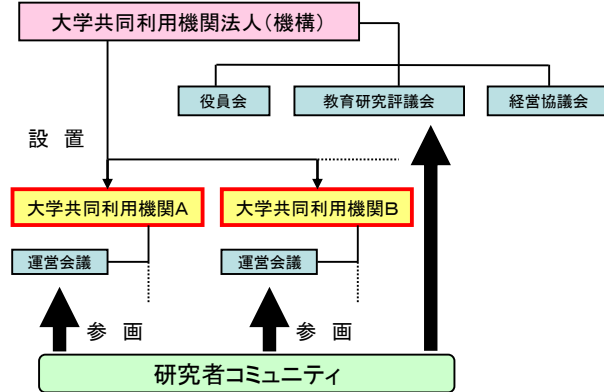 大学共同利用機関法人(機構)
役員会
教育研究評議会
経営協議会
設 置
大学共同利用機関A
大学共同利用機関B
運営会議
運営会議
参 画
参 画
研究者コミュニティ